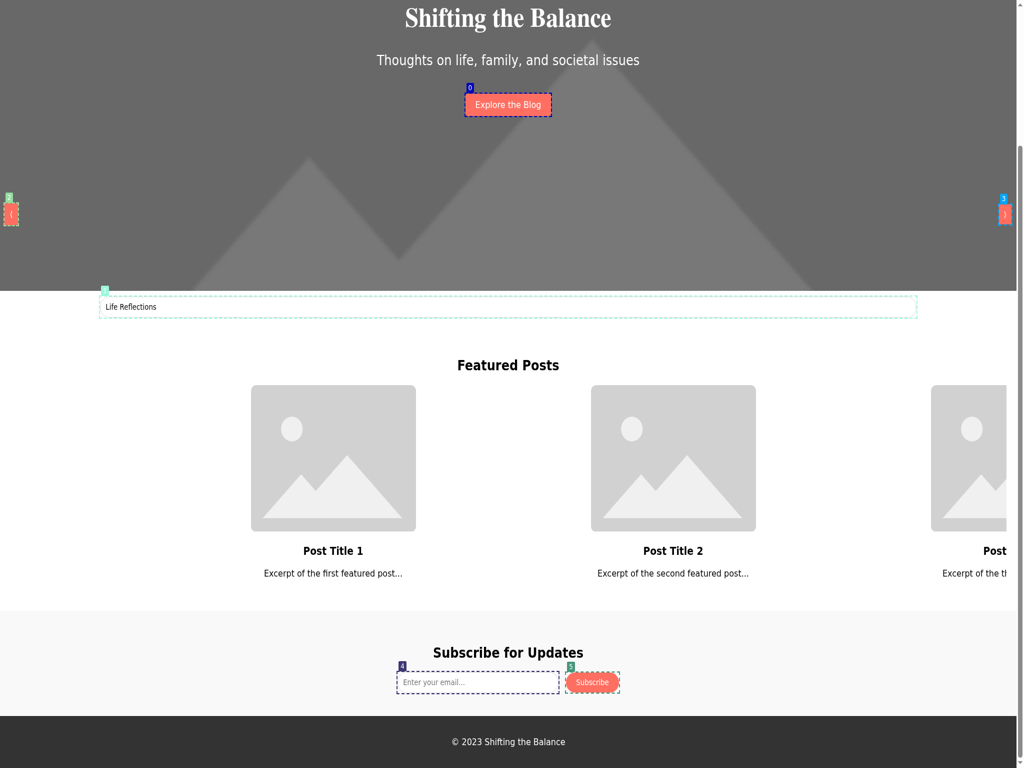 Shifting the Balance
Thoughts on life, family, and societal issues
0
Explore the Blog
2
3
⟨
⟩
1
Life Reflections
Featured Posts
Post Title 1
Post Title 2
Post
Excerpt of the first featured post...
Excerpt of the second featured post...
Excerpt of the
Subscribe for Updates
4
5
Enter your email...
Subscribe
© 2023 Shifting the Balance